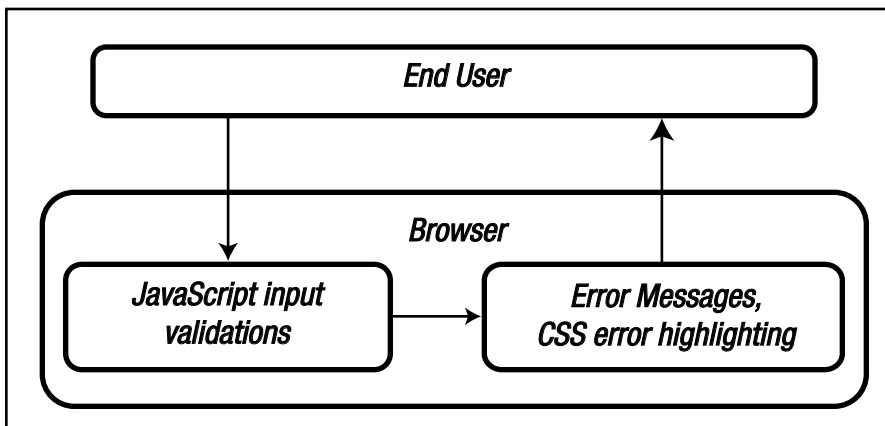 End User
Browser
JavaScript input
validations
Error Messages,
CSS error highlighting